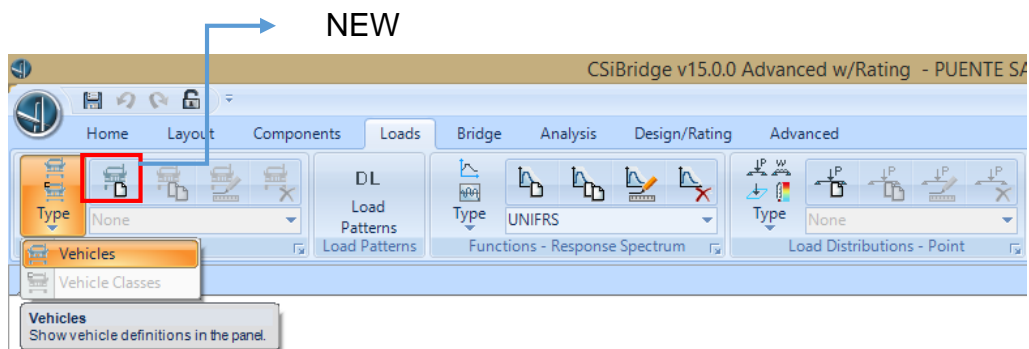 NEW
CSiBridge v15.0.0 Advanced w/Rating - PUENTE SA
Home Layout Components Loads Bridge Analysis Design/Rating Advanced
Type
None
DL
Load
Patterns
Load Patterns
Type
UNIFRS
Functions - Response Spectrum
P W
Type
P P P P
None
Load Distributions - Point
Vehicles
Vehicle Classes
Vehicles
Show vehicle definitions in the panel.